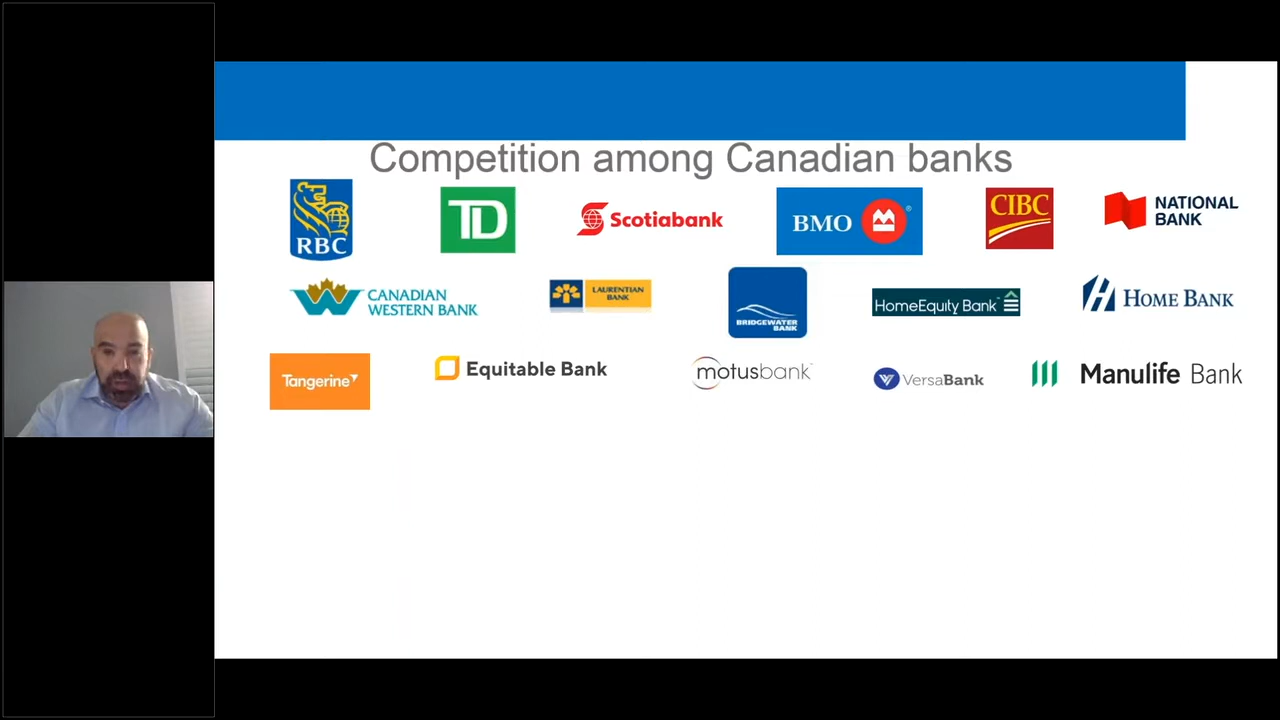 Competition among Canadian banks
RBC
TD
Scotiabank
BMO
®
CIBC
NATIONAL
BANK
CANADIAN
WESTERN BANK
LAURENTIAN
BANK
BRIDGEWATER
BANK
HomeEquity Bank
HOME BANK
Tangerine
Equitable Bank
motusbank
VERSABANK
Manulife Bank